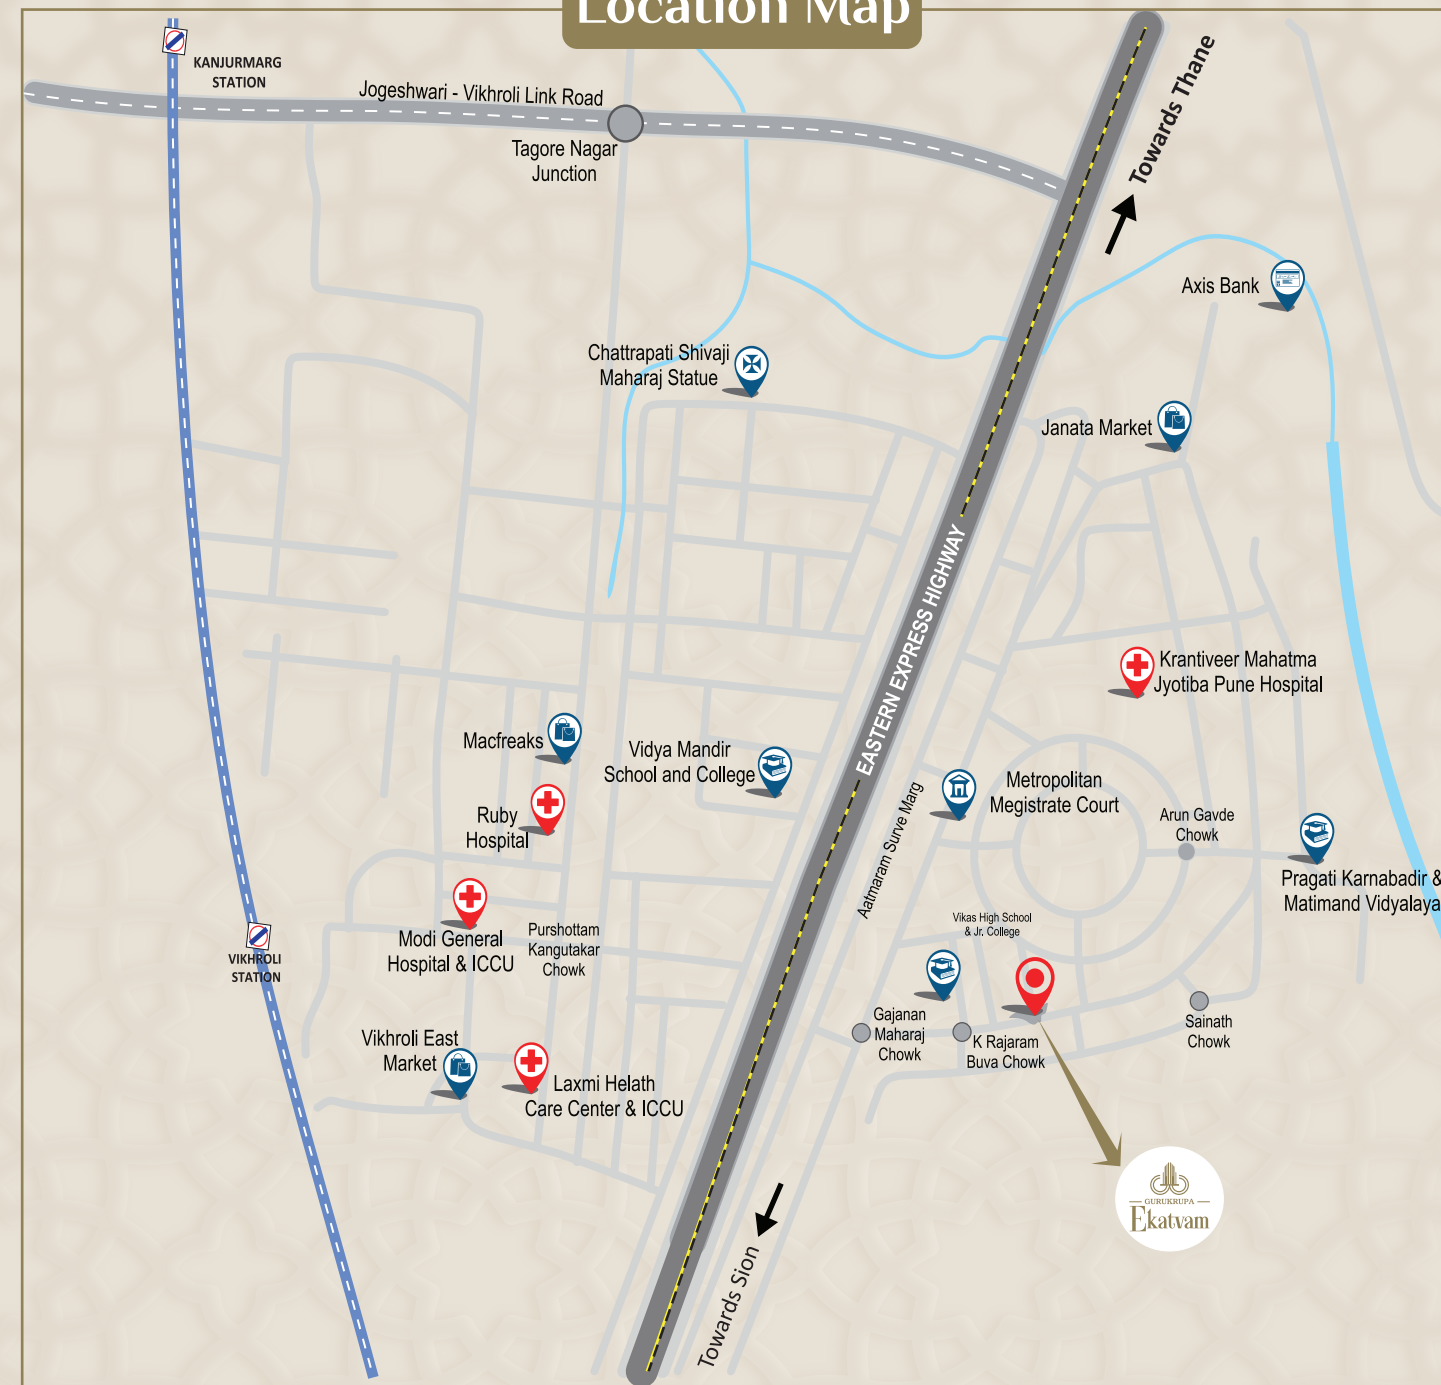 Location Map
KANJURMARG
STATION
Jogeshwari - Vikhroli Link Road
Tagore Nagar
Junction
Towards Thane
Axis Bank
Chattrapati Shivaji
Maharaj Statue
Janata Market
EASTERN EXPRESS HIGHWAY
Krantiveer Mahatma
Jyotiba Pune Hospital
Macfreaks
Vidya Mandir
School and College
Ruby
Hospital
Aatmaram Surve Marg
Metropolitan
Megistrate Court
Arun Gavde
Chowk
Pragati Karnabadir &
Matimand Vidyalaya
Modi General
Hospital & ICCU
Purshottam
Kangutakar
Chowk
Vikas High School
& Jr. College
VIKHROLI
STATION
Gajanan
Maharaj
Chowk
K Rajaram
Buva Chowk
Sainath
Chowk
Vikhroli East
Market
Laxmi Helath
Care Center & ICCU
GURUKRUPA
Ekatvam
Towards Sion